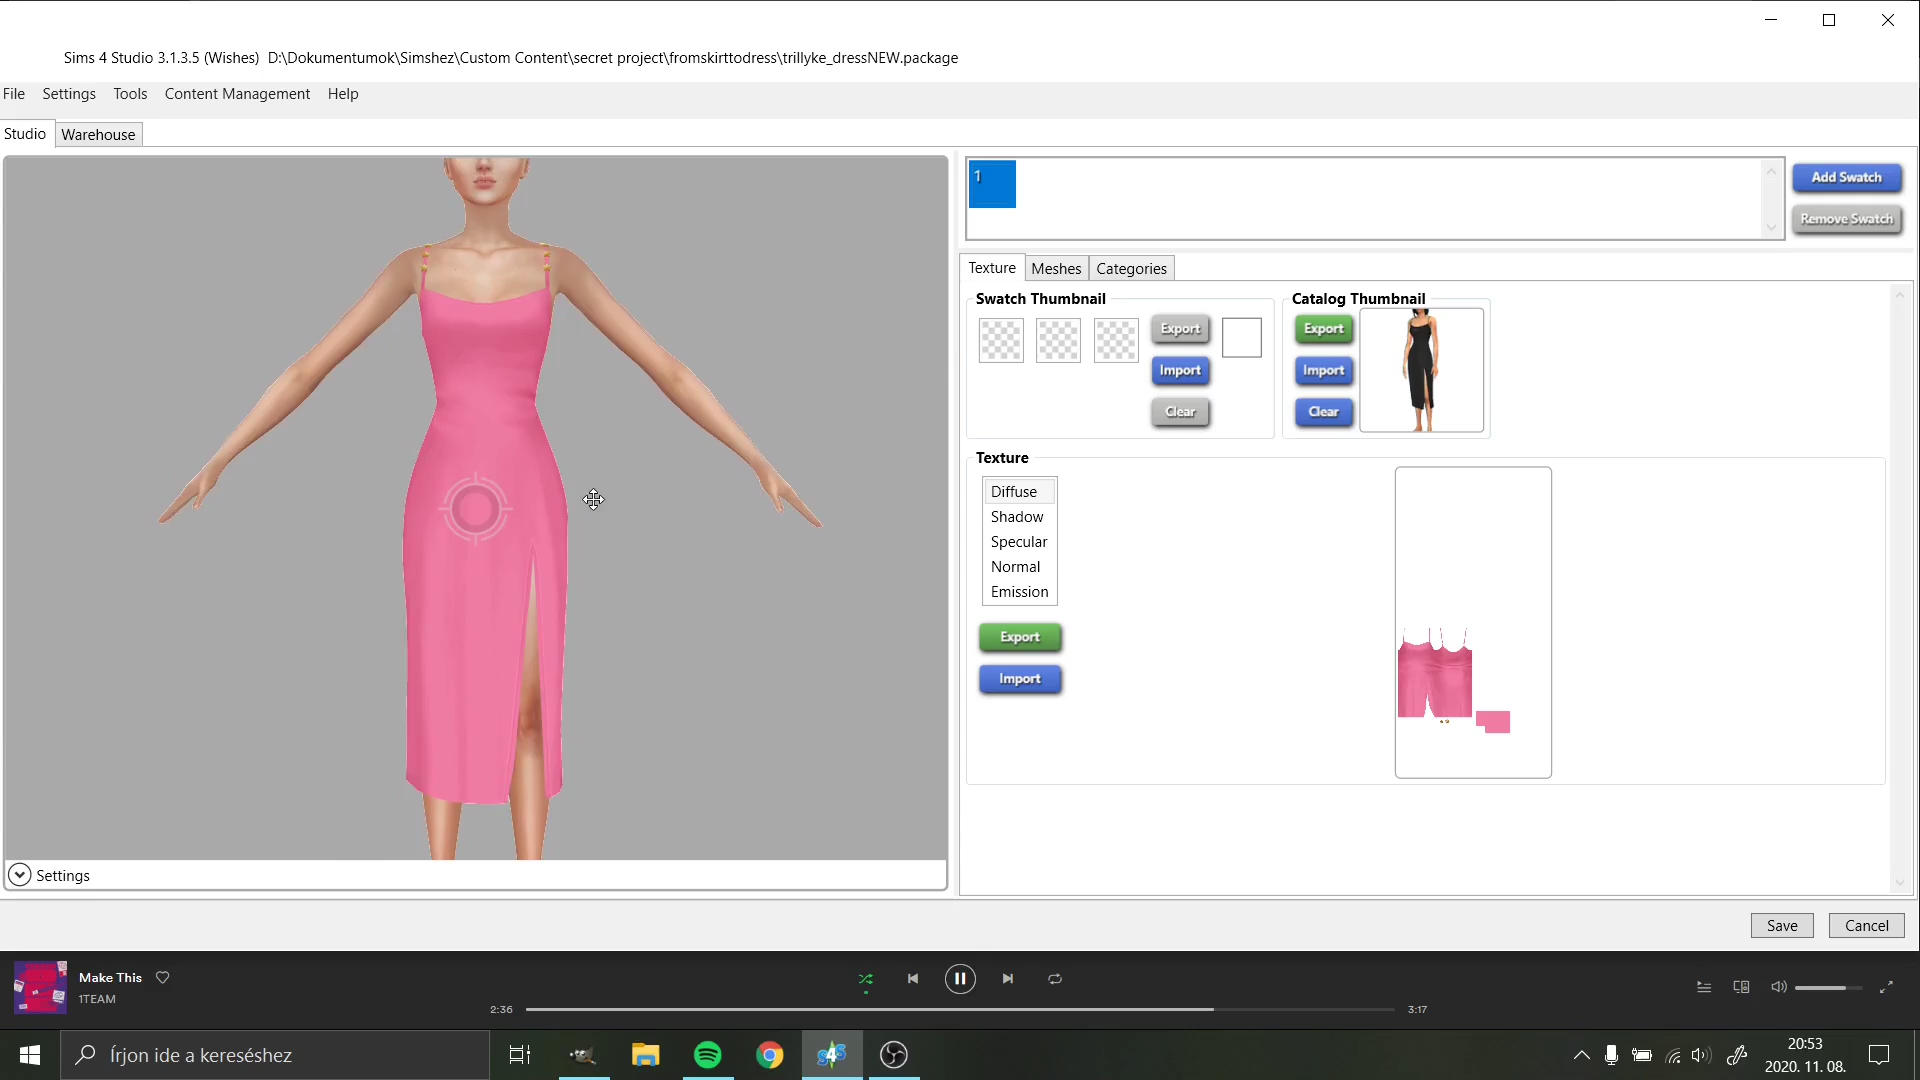 Sims 4 Studio 3.1.3.5 (Wishes)  D:\Dokumentumok\Simshez\Custom Content\secret project\fromskirttodress\trillyke_dressNEW.package
File Settings Tools Content Management Help
Studio Warehouse
1
Add Swatch
Remove Swatch
Texture Meshes Categories
Swatch Thumbnail
Export
Import
Clear
Catalog Thumbnail
Export
Import
Clear
Texture
Diffuse
Shadow
Specular
Normal
Emission
Export
Import
Settings
Save Cancel
Make This
1TEAM
2:36
3:17
Írjon ide a kereséshez
S4S
20:53
2020. 11. 08.